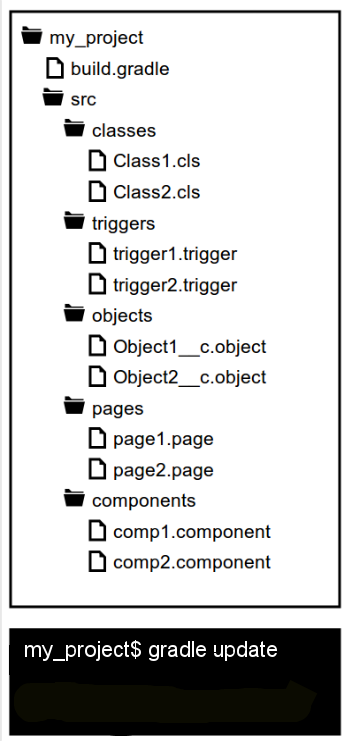 my_project
build.gradle
src
classes
Class1.cls
Class2.cls
triggers
trigger1.trigger
trigger2.trigger
objects
Object1__c.object
Object2__c.object
pages
page1.page
page2.page
components
comp1.component
comp2.component
my_project$ gradle update